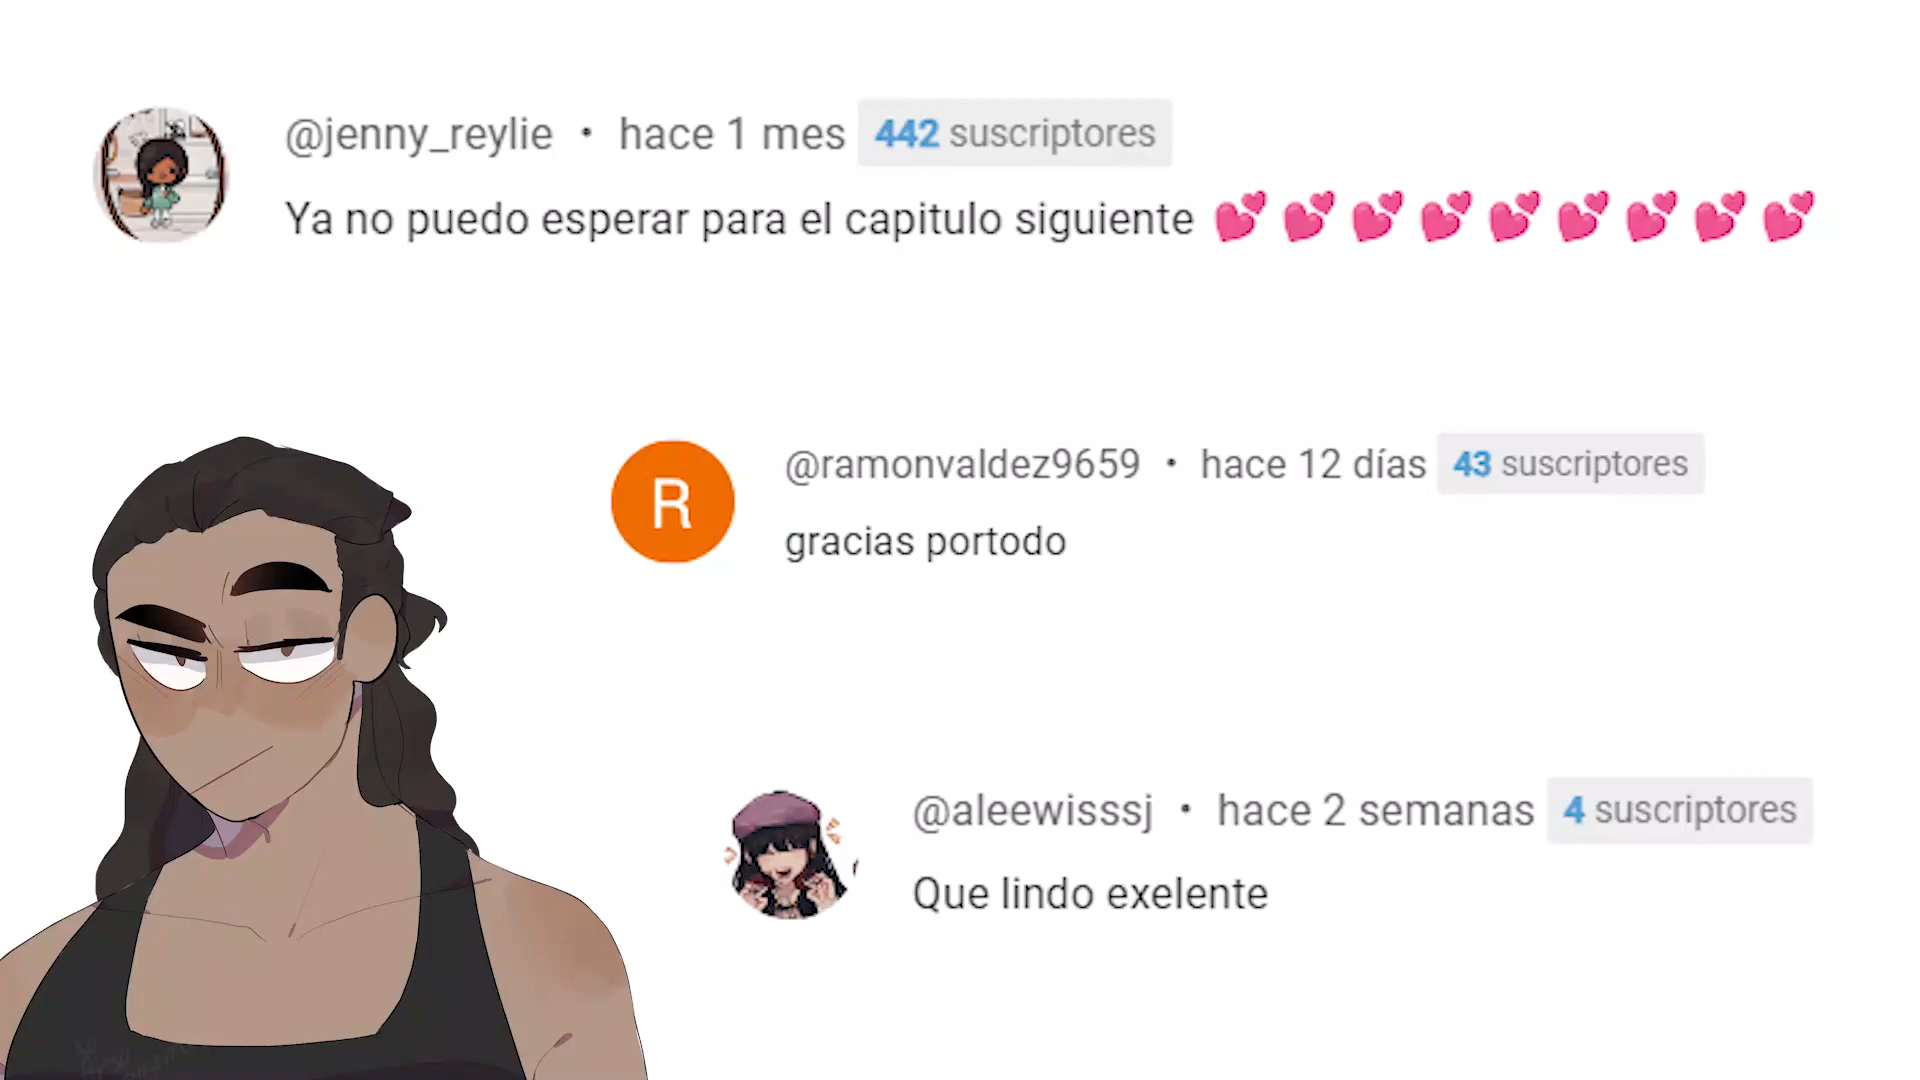 @jenny_reylie • hace 1 mes 442 suscriptores
Ya no puedo esperar para el capitulo siguiente 💕💕💕💕💕💕💕💕💕
R
@ramonvaldez9659 • hace 12 días 43 suscriptores
gracias portodo
@aleewisssj • hace 2 semanas 4 suscriptores
Que lindo exelente